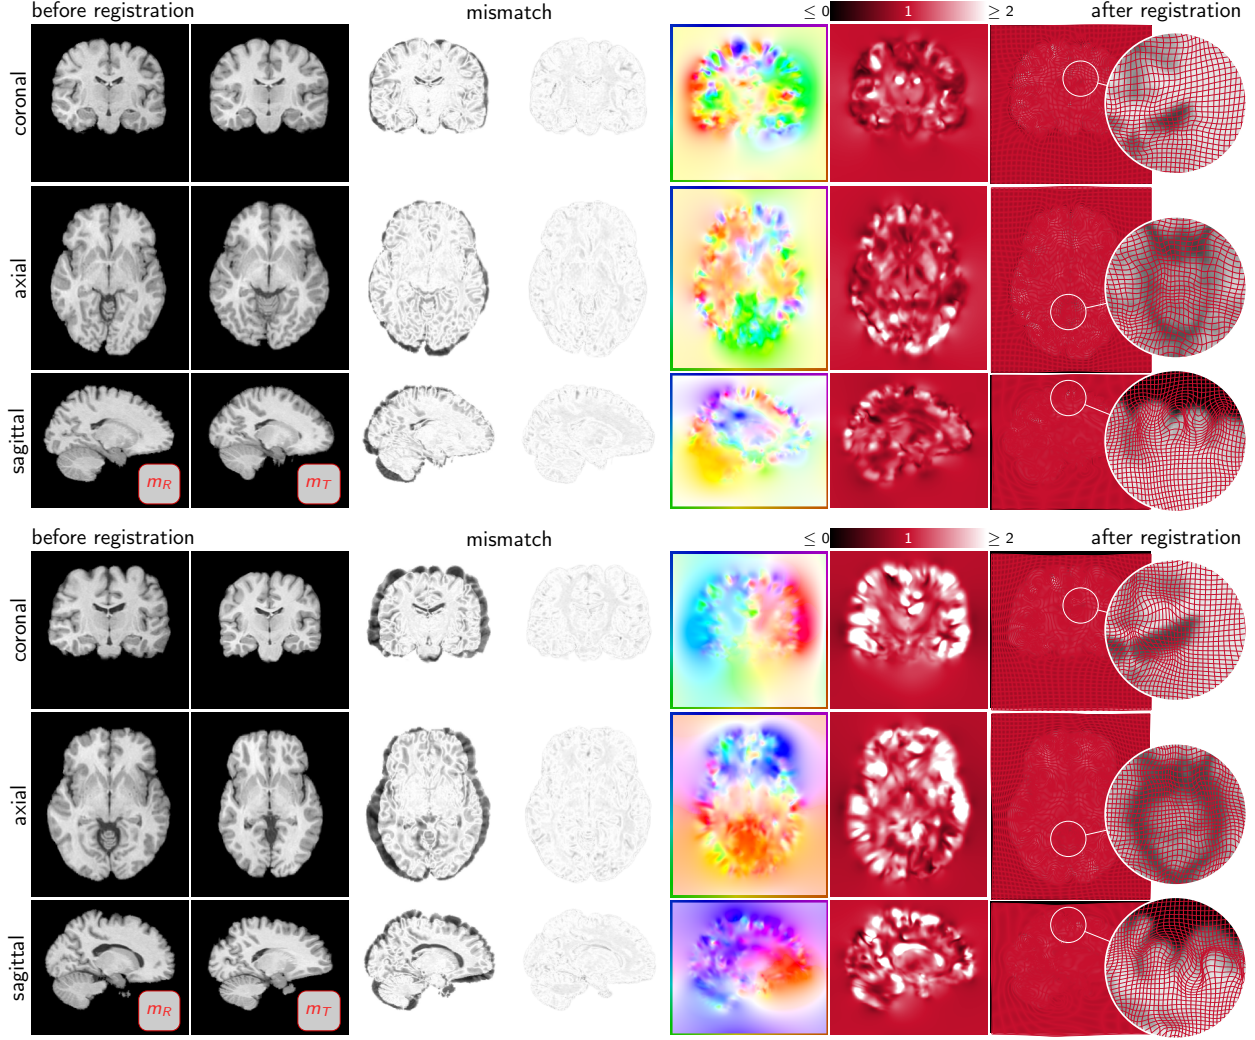 before registration mismatch ≤ 0 1 ≥ 2 after registration
coronal
axial
sagittal
m_R m_T
before registration mismatch ≤ 0 1 ≥ 2 after registration
coronal
axial
sagittal
m_R m_T